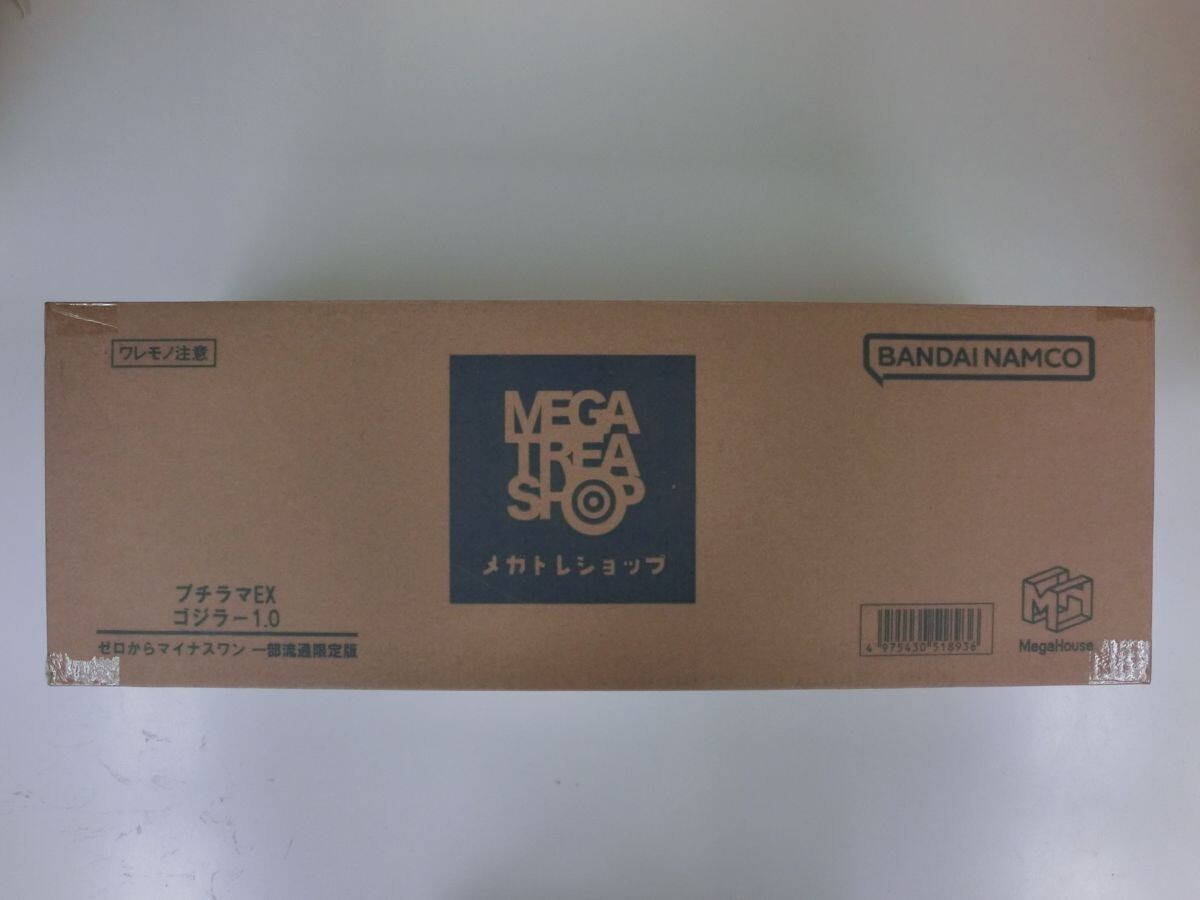 ワレモノ注意
BANDAI NAMCO
MEGA
TREA
SHOP
メガトレショップ
プチラマEX
ゴジラ-1.0
ゼロからマイナスワン 一部流通限定版
4 975430 518936
MegaHouse